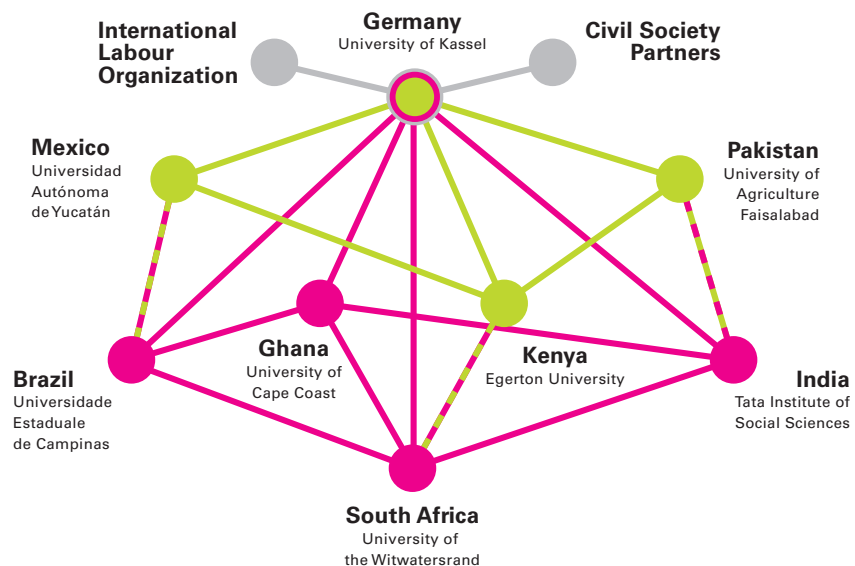 International
Labour
Organization
Germany
University of Kassel
Civil Society
Partners
Mexico
Universidad
Autónoma
de Yucatán
Pakistan
University of
Agriculture
Faisalabad
Ghana
University of
Cape Coast
Kenya
Egerton University
Brazil
Universidade
Estaduale
de Campinas
India
Tata Institute of
Social Sciences
South Africa
University of
the Witwatersrand